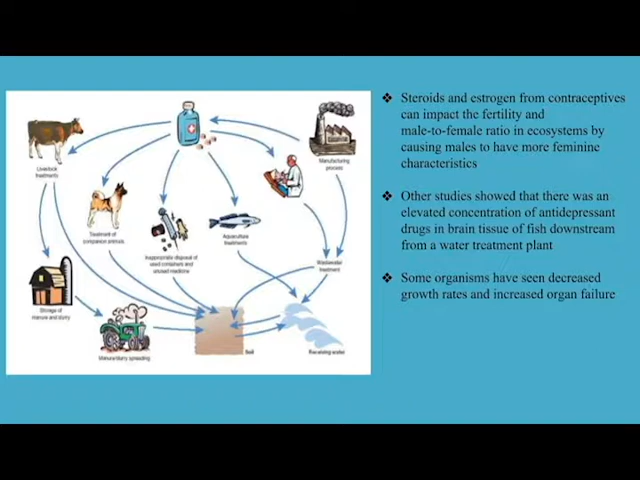 Livestock
treatments
Manufacturing
process
Treatment of
companion animals
Inappropriate disposal of
used containers and
unused medicine
Aquaculture
treatments
Wastewater
treatment
Storage of
manure and slurry
Manure/slurry spreading
Soil
Receiving water
❖ Steroids and estrogen from contraceptives
can impact the fertility and
male-to-female ratio in ecosystems by
causing males to have more feminine
characteristics
❖ Other studies showed that there was an
elevated concentration of antidepressant
drugs in brain tissue of fish downstream
from a water treatment plant
❖ Some organisms have seen decreased
growth rates and increased organ failure